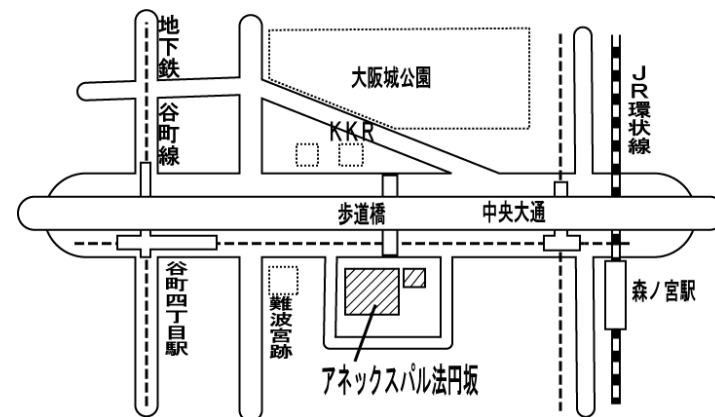 地下鉄 谷町線
大阪城公園
JR環状線
KKR
歩道橋
中央大通
谷町四丁目駅
難波宮跡
森ノ宮駅
アネックスパル法円坂